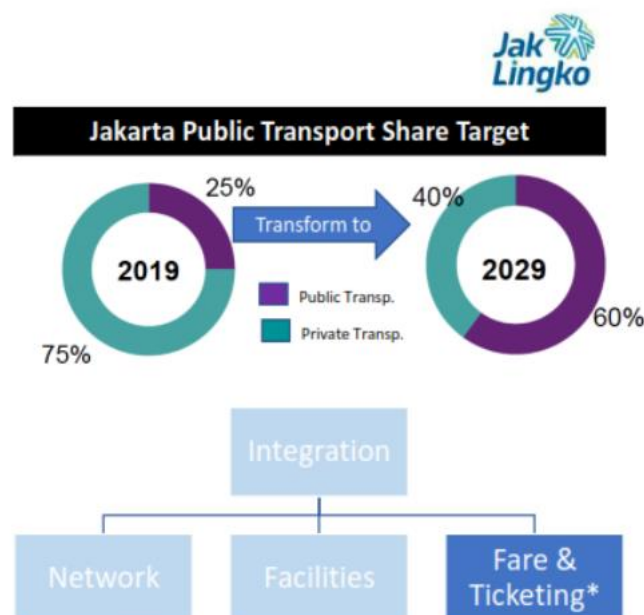 Jak
Lingko
Jakarta Public Transport Share Target
25%
Transform to
40%
2019
2029
Public Transp.
Private Transp.
75%
60%
Integration
Network
Facilities
Fare &
Ticketing*